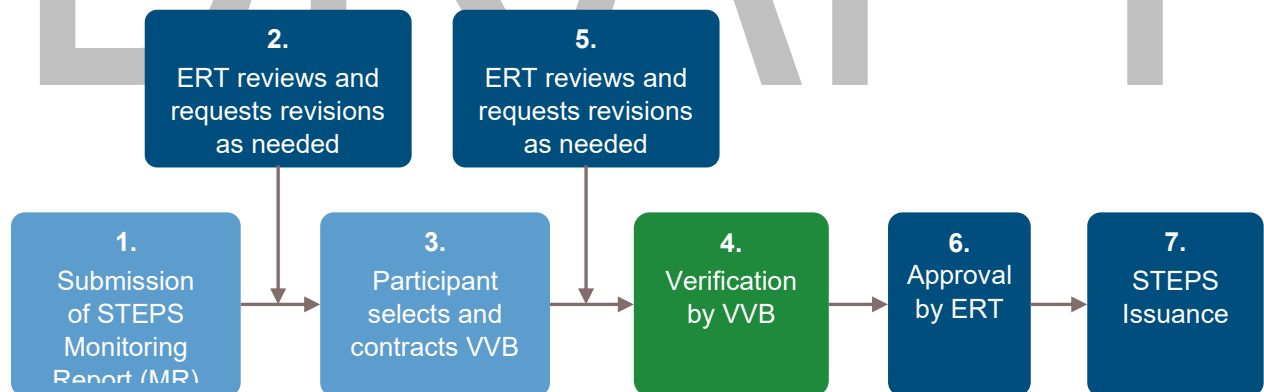 2.
ERT reviews and
requests revisions
as needed
5.
ERT reviews and
requests revisions
as needed
1.
Submission
of STEPS
Monitoring
Report (MR)
3.
Participant
selects and
contracts VVB
4.
Verification
by VVB
6.
Approval
by ERT
7.
STEPS
Issuance